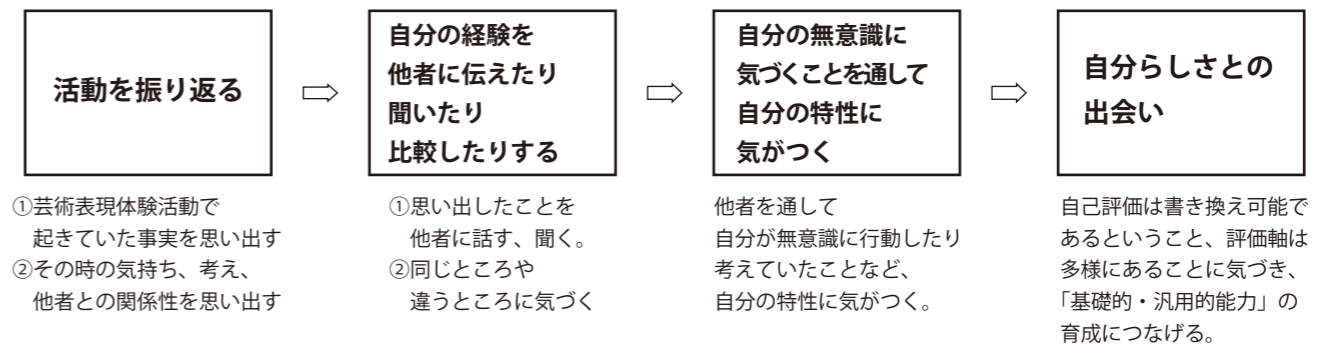 活動を振り返る
①芸術表現体験活動で
起きていた事実を思い出す
②その時の気持ち、考え、
他者との関係性を思い出す
自分の経験を
他者に伝えたり
聞いたり
比較したりする
①思い出したことを
他者に話す、聞く。
②同じところや
違うところに気づく
自分の無意識に
気づくことを通して
自分の特性に
気がつく
他者を通して
自分が無意識に行動したり
考えていたことなど、
自分の特性に気がつく。
自分らしさとの
出会い
自己評価は書き換え可能で
あるということ、評価軸は
多様にあることに気づき、
「基礎的・汎用的能力」の
育成につなげる。